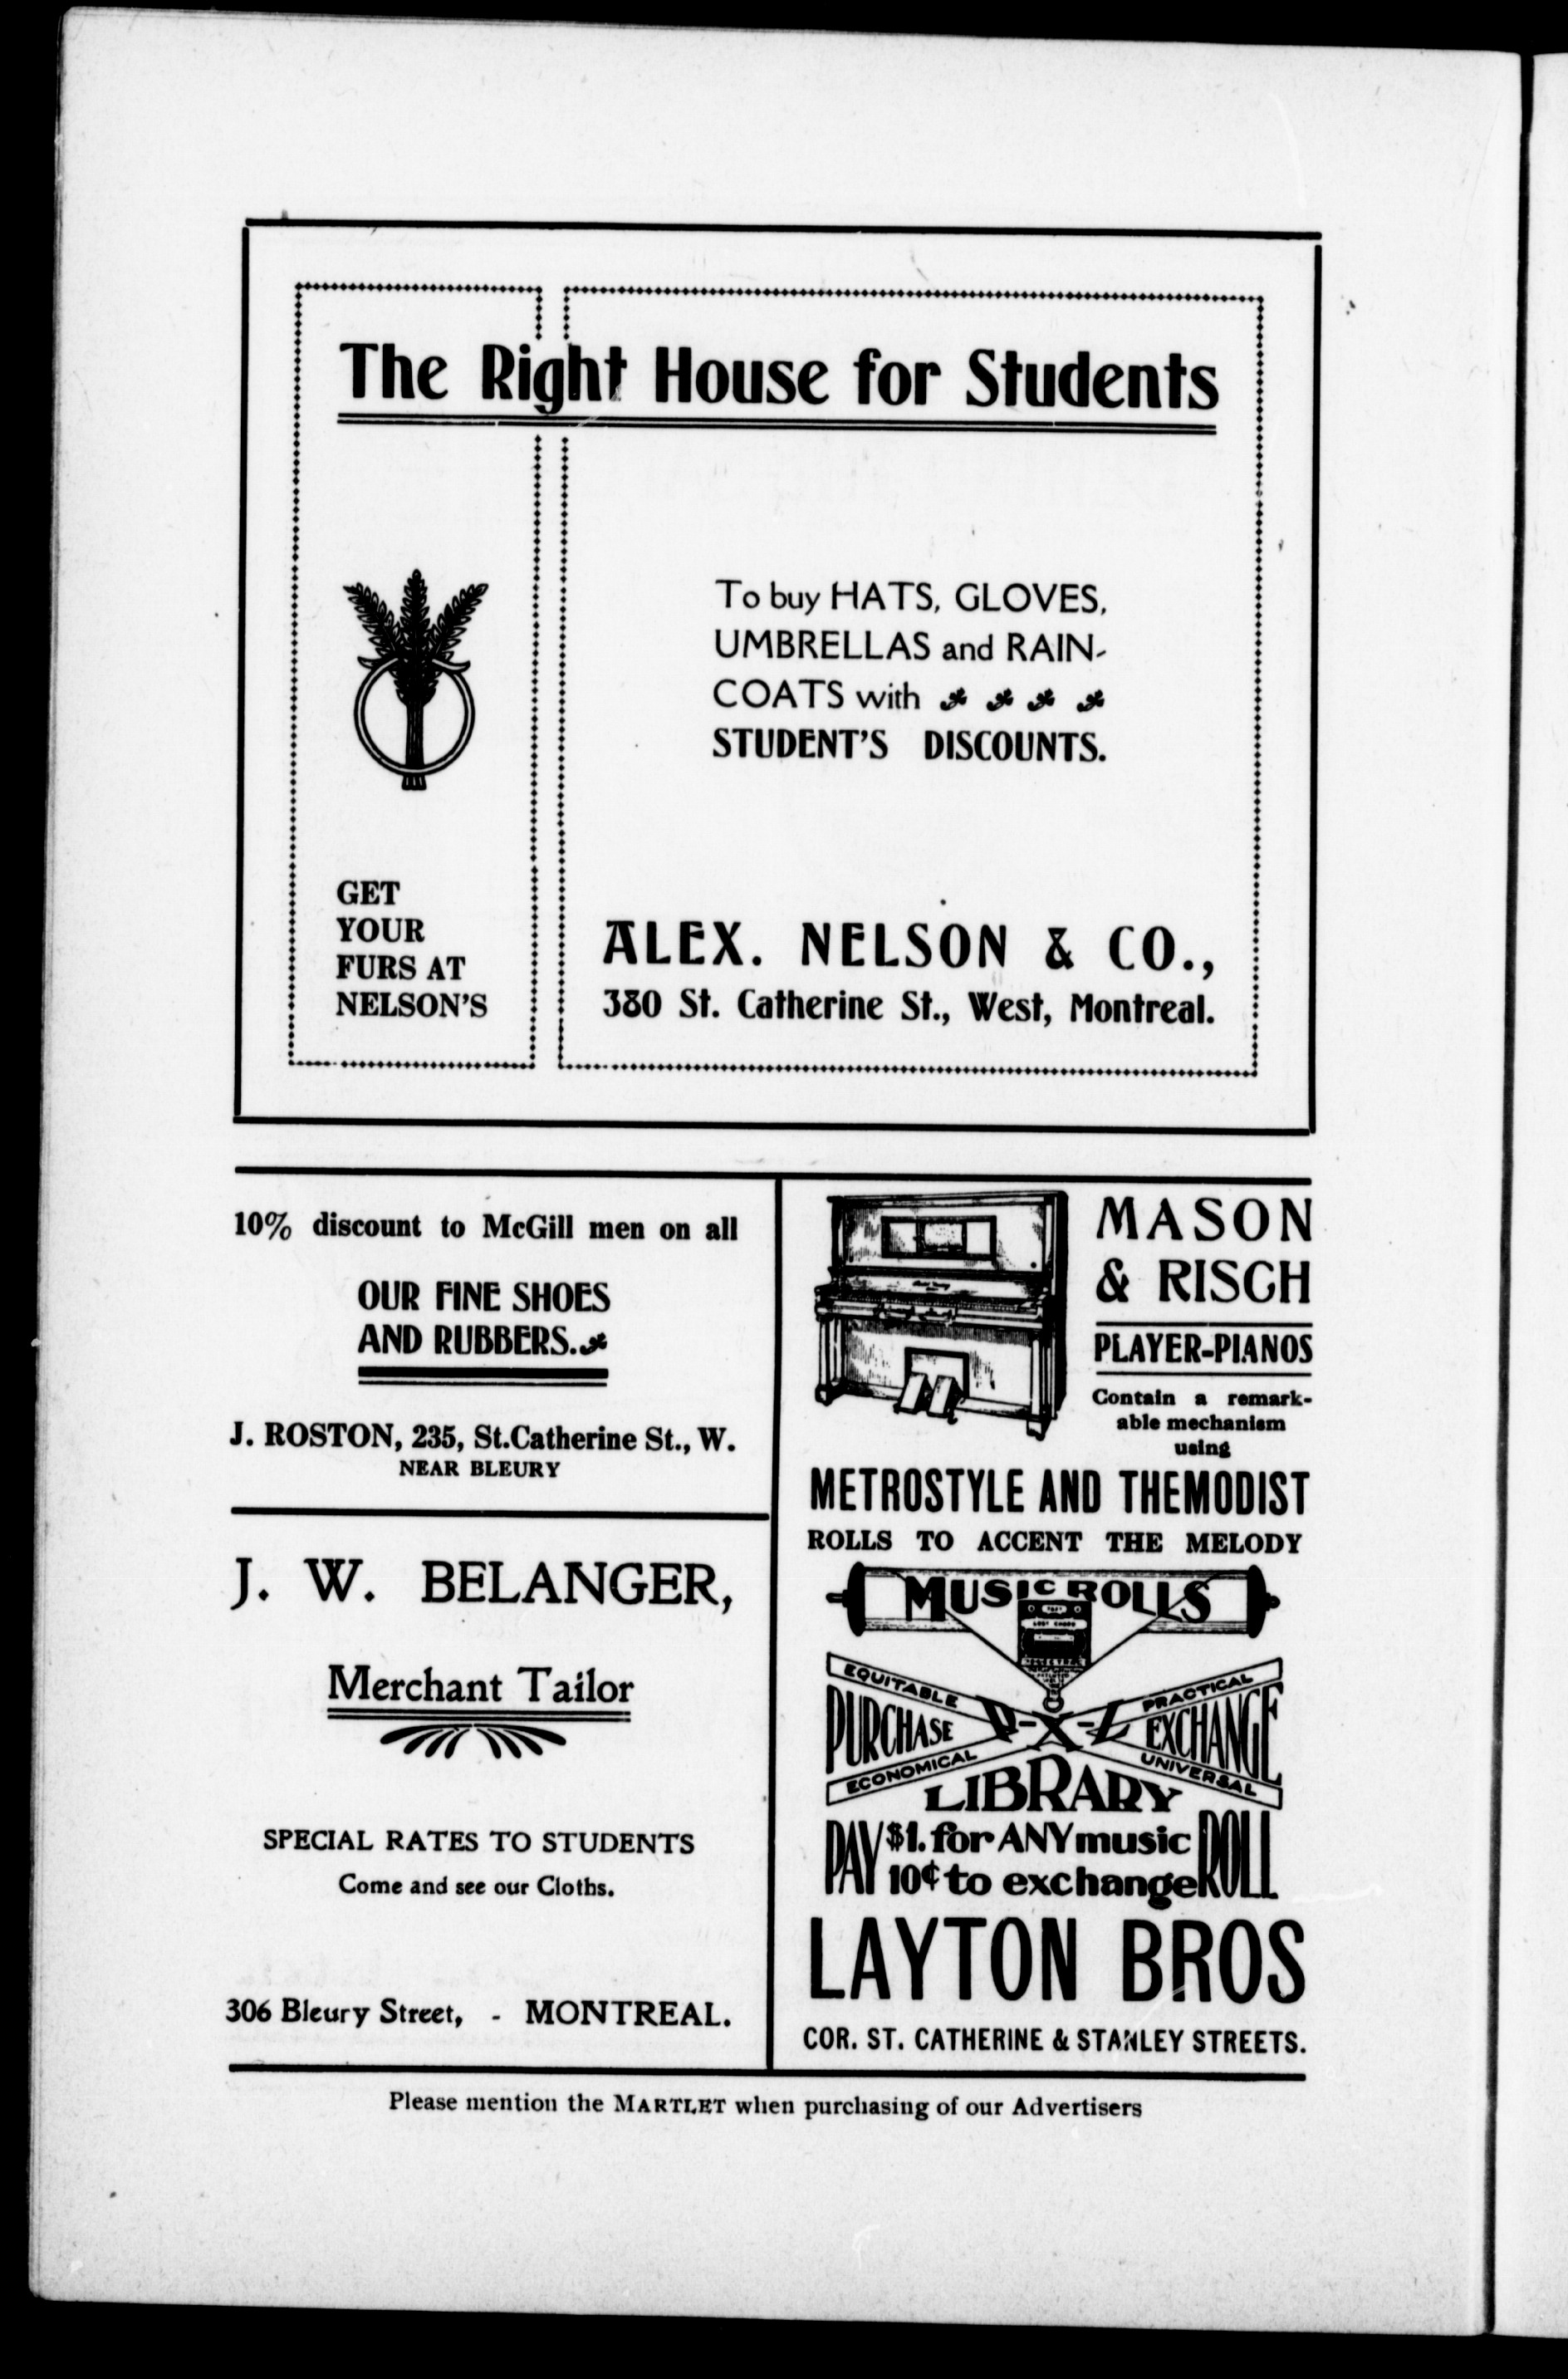 The Right House for Students
To buy HATS, GLOVES,
UMBRELLAS and RAIN-
COATS with
STUDENT'S DISCOUNTS.
GET
YOUR
FURS AT
NELSON'S
ALEX. NELSON & CO.,
380 St. Catherine St., West, Montreal.
10% discount to McGill men on all
OUR FINE SHOES
AND RUBBERS.
J. ROSTON, 235, St.Catherine St., W.
NEAR BLEURY
J. W. BELANGER,
Merchant Tailor
SPECIAL RATES TO STUDENTS
Come and see our Cloths.
306 Bleury Street, - MONTREAL.
MASON
& RISCH
PLAYER-PIANOS
Contain a remark-
able mechanism
using
METROSTYLE AND THEMODIST
ROLLS TO ACCENT THE MELODY
MUSIC ROLLS
EQUITABLE
PRACTICAL
PURCHASE
EXCHANGE
ECONOMICAL
UNIVERSAL
LIBRARY
PAY $1. for ANY music ROLL
10¢ to exchange
LAYTON BROS
COR. ST. CATHERINE & STANLEY STREETS.
Please mention the MARTLET when purchasing of our Advertisers